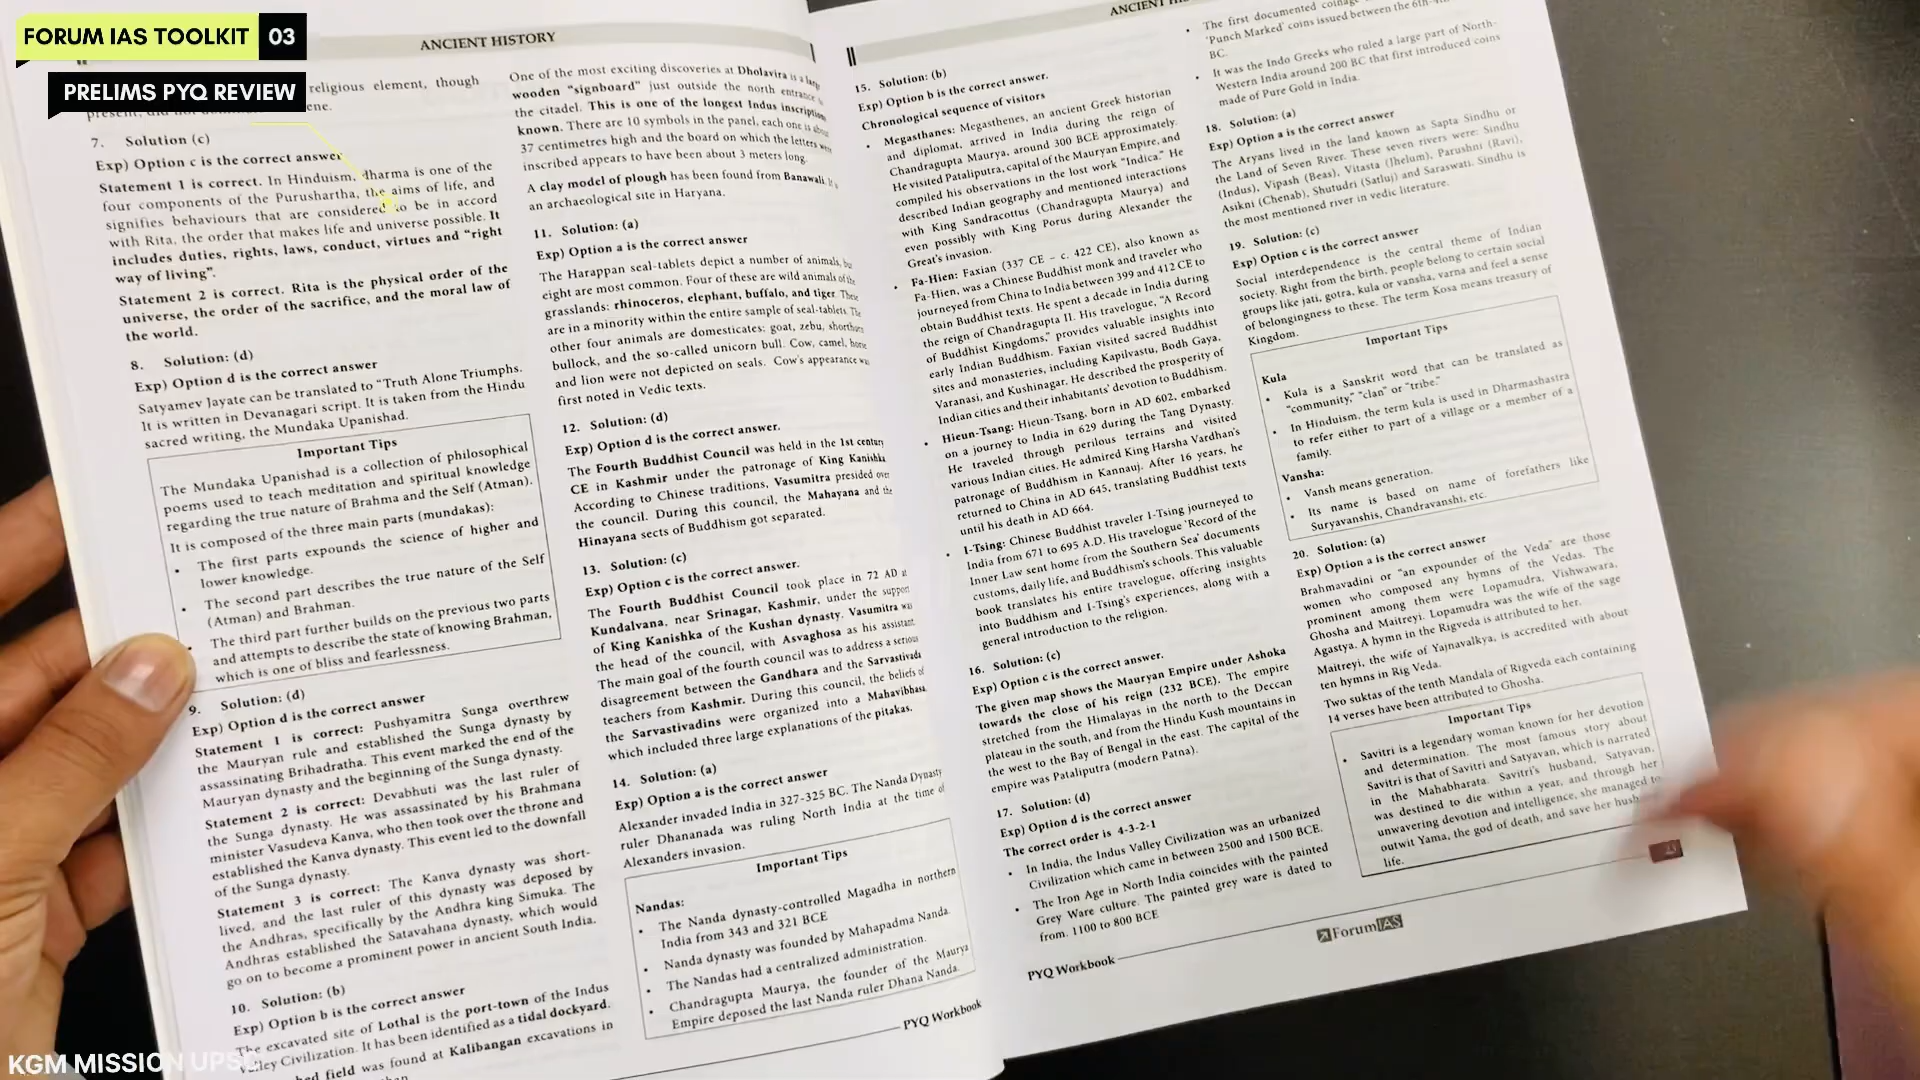 FORUM IAS TOOLKIT 03
PRELIMS PYQ REVIEW
ANCIENT HISTORY
religious element, though
present, did not
7. Solution (c)
Exp) Option c is the correct answer
Statement 1 is correct. In Hinduism, dharma is one of the
four components of the Purushartha, the aims of life, and
signifies behaviours that are considered to be in accord
with Rita, the order that makes life and universe possible. It
includes duties, rights, laws, conduct, virtues and “right
way of living”.
Statement 2 is correct. Rita is the physical order of the
universe, the order of the sacrifice, and the moral law of
the world.
8. Solution: (d)
Exp) Option d is the correct answer
Satyamev Jayate can be translated to “Truth Alone Triumphs.
It is written in Devanagari script. It is taken from the Hindu
sacred writing, the Mundaka Upanishad.
Important Tips
The Mundaka Upanishad is a collection of philosophical
poems used to teach meditation and spiritual knowledge
regarding the true nature of Brahma and the Self (Atman).
It is composed of the three main parts (mundakas):
• The first parts expounds the science of higher and
lower knowledge.
• The second part describes the true nature of the Self
(Atman) and Brahman.
• The third part further builds on the previous two parts
and attempts to describe the state of knowing Brahman,
which is one of bliss and fearlessness.
9. Solution: (d)
Exp) Option d is the correct answer
Statement 1 is correct: Pushyamitra Sunga overthrew
the Mauryan rule and established the Sunga dynasty by
assassinating Brihadratha. This event marked the end of the
Mauryan dynasty and the beginning of the Sunga dynasty.
Statement 2 is correct: Devabhuti was the last ruler of
the Sunga dynasty. He was assassinated by his Brahmana
minister Vasudeva Kanva, who then took over the throne and
established the Kanva dynasty. This event led to the downfall
of the Sunga dynasty.
Statement 3 is correct: The Kanva dynasty was short-
lived, and the last ruler of this dynasty was deposed by
the Andhras, specifically by the Andhra king Simuka. The
Andhras established the Satavahana dynasty, which would
go on to become a prominent power in ancient South India.
10. Solution: (b)
Exp) Option b is the correct answer
The excavated site of Lothal is the port-town of the Indus
Valley Civilization. It has been identified as a tidal dockyard.
field was found at Kalibangan excavations in
One of the most exciting discoveries at Dholavira is a large
wooden “signboard” just outside the north entrance
the citadel. This is one of the longest Indus inscriptions
known. There are 10 symbols in the panel, each one is about
37 centimetres high and the board on which the letters were
inscribed appears to have been about 3 meters long.
A clay model of plough has been found from Banawali. It is
an archaeological site in Haryana.
11. Solution: (a)
Exp) Option a is the correct answer
The Harappan seal-tablets depict a number of animals, but
eight are most common. Four of these are wild animals of the
grasslands: rhinoceros, elephant, buffalo, and tiger. These
are in a minority within the entire sample of seal-tablets. The
other four animals are domesticates: goat, zebu, shorthorn
bullock, and the so-called unicorn bull. Cow, camel, horse
and lion were not depicted on seals. Cow's appearance was
first noted in Vedic texts.
12. Solution: (d)
Exp) Option d is the correct answer.
The Fourth Buddhist Council was held in the 1st century
CE in Kashmir under the patronage of King Kanishka
According to Chinese traditions, Vasumitra presided over
the council. During this council, the Mahayana and the
Hinayana sects of Buddhism got separated.
13. Solution: (c)
Exp) Option c is the correct answer.
The Fourth Buddhist Council took place in 72 AD at
Kundalvana, near Srinagar, Kashmir, under the support
of King Kanishka of the Kushan dynasty. Vasumitra was
the head of the council, with Asvaghosa as his assistant.
The main goal of the fourth council was to address a serious
disagreement between the Gandhara and the Sarvastivada
teachers from Kashmir. During this council, the beliefs of
the Sarvastivadins were organized into a Mahavibhasa,
which included three large explanations of the pitakas.
14. Solution: (a)
Exp) Option a is the correct answer
Alexander invaded India in 327-325 BC. The Nanda Dynasty
ruler Dhananada was ruling North India at the time of
Alexanders invasion.
Important Tips
Nandas:
• The Nanda dynasty-controlled Magadha in northern
India from 343 and 321 BCE
• Nanda dynasty was founded by Mahapadma Nanda.
• The Nandas had a centralized administration.
• Chandragupta Maurya, the founder of the Maurya
Empire deposed the last Nanda ruler Dhana Nanda.
PYQ Workbook
ANCIENT
15. Solution: (b)
Exp) Option b is the correct answer.
Chronological sequence of visitors
• Megasthanes: Megasthenes, an ancient Greek historian
and diplomat, arrived in India during the reign of
Chandragupta Maurya, around 300 BCE approximately.
He visited Pataliputra, capital of the Mauryan Empire, and
compiled his observations in the lost work “Indica.” He
described Indian geography and mentioned interactions
with King Sandracottus (Chandragupta Maurya) and
even possibly with King Porus during Alexander the
Great's invasion.
• Fa-Hien: Faxian (337 CE – c. 422 CE), also known as
Fa-Hien, was a Chinese Buddhist monk and traveler who
journeyed from China to India between 399 and 412 CE to
obtain Buddhist texts. He spent a decade in India during
the reign of Chandragupta II. His travelogue, “A Record
of Buddhist Kingdoms,” provides valuable insights into
early Indian Buddhism. Faxian visited sacred Buddhist
sites and monasteries, including Kapilvastu, Bodh Gaya,
Varanasi, and Kushinagar. He described the prosperity of
Indian cities and their inhabitants' devotion to Buddhism.
• Hieun-Tsang: Hieun-Tsang, born in AD 602, embarked
on a journey to India in 629 during the Tang Dynasty.
He traveled through perilous terrains and visited
various Indian cities. He admired King Harsha Vardhan's
patronage of Buddhism in Kannauj. After 16 years, he
returned to China in AD 645, translating Buddhist texts
until his death in AD 664.
• I-Tsing: Chinese Buddhist traveler I-Tsing journeyed to
India from 671 to 695 A.D. His travelogue 'Record of the
Inner Law sent home from the Southern Sea' documents
customs, daily life, and Buddhism's schools. This valuable
book translates his entire travelogue, offering insights
into Buddhism and I-Tsing's experiences, along with a
general introduction to the religion.
16. Solution: (c)
Exp) Option c is the correct answer.
The given map shows the Mauryan Empire under Ashoka
towards the close of his reign (232 BCE). The empire
stretched from the Himalayas in the north to the Deccan
plateau in the south, and from the Hindu Kush mountains in
the west to the Bay of Bengal in the east. The capital of the
empire was Pataliputra (modern Patna).
17. Solution: (d)
Exp) Option d is the correct answer
The correct order is 4-3-2-1
• In India, the Indus Valley Civilization was an urbanized
Civilization which came in between 2500 and 1500 BCE.
• The Iron Age in North India coincides with the painted
Grey Ware culture. The painted grey ware is dated to
from. 1100 to 800 BCE
• The first documented coinage
'Punch Marked' coins issued between the
BC.
• It was the Indo Greeks who ruled a large part of North-
Western India around 200 BC that first introduced coins
made of Pure Gold in India.
18. Solution: (a)
Exp) Option a is the correct answer
The Aryans lived in the land known as Sapta Sindhu or
the Land of Seven River. These seven rivers were: Sindhu
(Indus), Vipash (Beas), Vitasta (Jhelum), Parushni (Ravi),
Asikni (Chenab), Shutudri (Satluj) and Saraswati. Sindhu is
the most mentioned river in vedic literature.
19. Solution: (c)
Exp) Option c is the correct answer
Social interdependence is the central theme of Indian
society. Right from the birth, people belong to certain social
groups like jati, gotra, kula or vansha, varna and feel a sense
of belongingness to these. The term Kosa means treasury of
Kingdom.
Important Tips
Kula
• Kula is a Sanskrit word that can be translated as
“community,” “clan” or “tribe.”
• In Hinduism, the term kula is used in Dharmashastra
to refer either to part of a village or a member of a
family.
Vansha:
• Vansh means generation.
• Its name is based on name of forefathers like
Suryavanshis, Chandravanshi, etc.
20. Solution: (a)
Exp) Option a is the correct answer
Brahmavadini or “an expounder of the Veda” are those
women who composed any hymns of the Vedas. The
prominent among them were Lopamudra, Vishwawara,
Ghosha and Maitreyi. Lopamudra was the wife of the sage
Agastya. A hymn in the Rigveda is attributed to her.
Maitreyi, the wife of Yajnavalkya, is accredited with about
ten hymns in Rig Veda.
Two suktas of the tenth Mandala of Rigveda each containing
14 verses have been attributed to Ghosha.
Important Tips
• Savitri is a legendary woman known for her devotion
and determination. The most famous story about
Savitri is that of Savitri and Satyavan, which is narrated
in the Mahabharata. Savitri's husband, Satyavan,
was destined to die within a year, and through her
unwavering devotion and intelligence, she managed to
outwit Yama, the god of death, and save her
life.
PYQ Workbook
ForumIAS
KGM MISSION UPSC